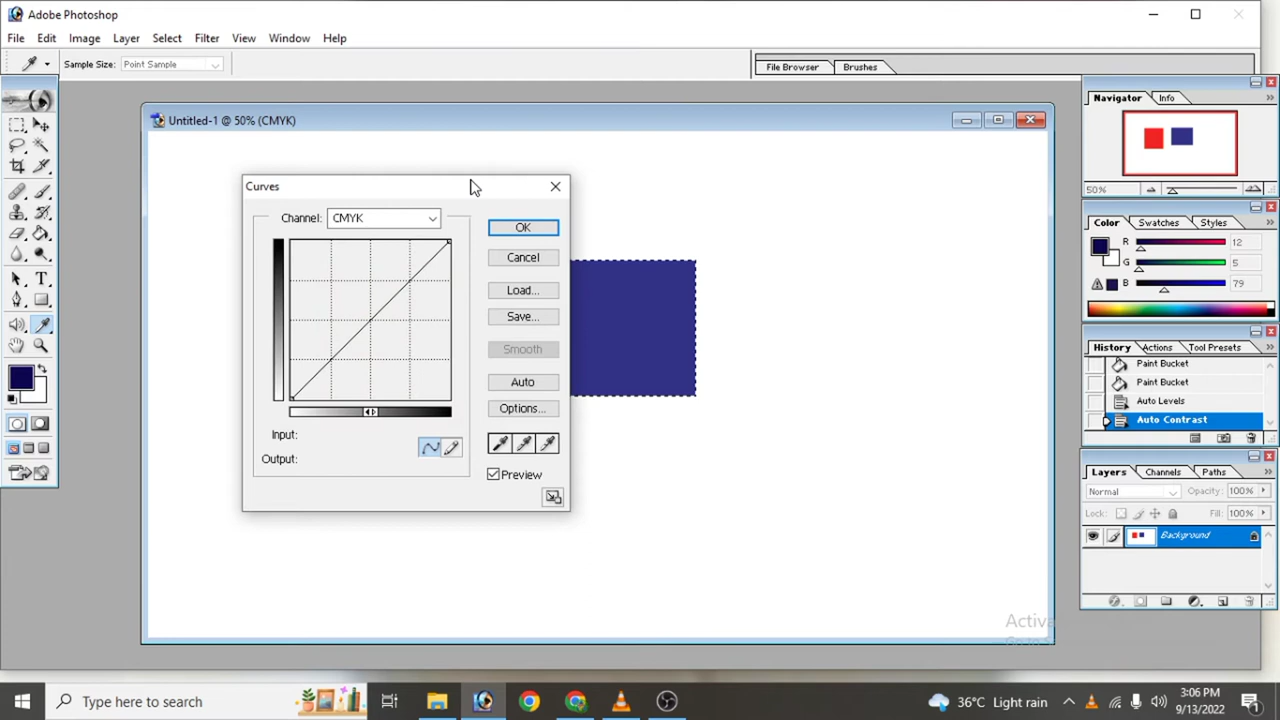 Adobe Photoshop
File Edit Image Layer Select Filter View Window Help
Sample Size: Point Sample
File Browser Brushes
Untitled-1 @ 50% (CMYK)
Navigator Info
50%
Curves
Channel: CMYK
OK
Cancel
Load...
Save...
Smooth
Auto
Options...
Input:
Output:
Preview
Color Swatches Styles
R 12
G 5
B 79
History Actions Tool Presets
Paint Bucket
Paint Bucket
Auto Levels
Auto Contrast
Layers Channels Paths
Normal Opacity: 100%
Lock: Fill: 100%
Background
Activa
Type here to search
36°C Light rain
3:06 PM
9/13/2022
1